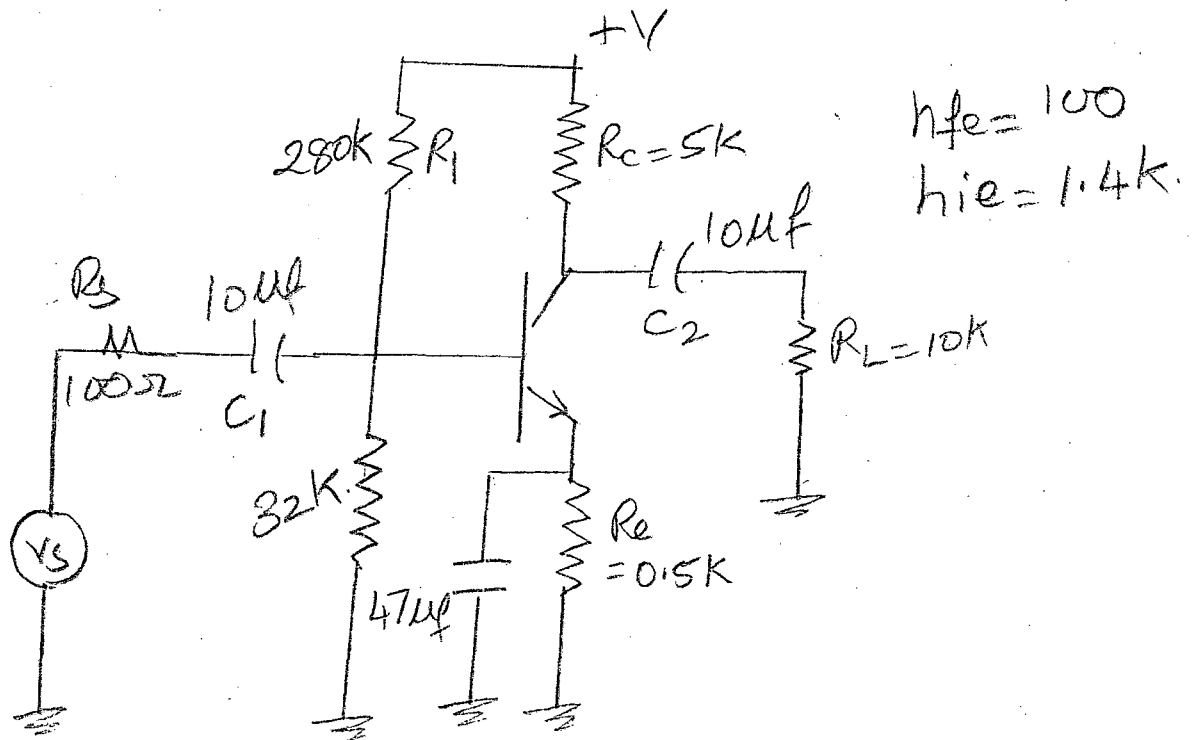 +V
280k R1
Rc=5K
hfe= 100
hie= 1.4k.
Rs
100Ω
10µf
C1
10µf
C2
RL=10K
32K.
Vs
47µf
Re
=0.5K